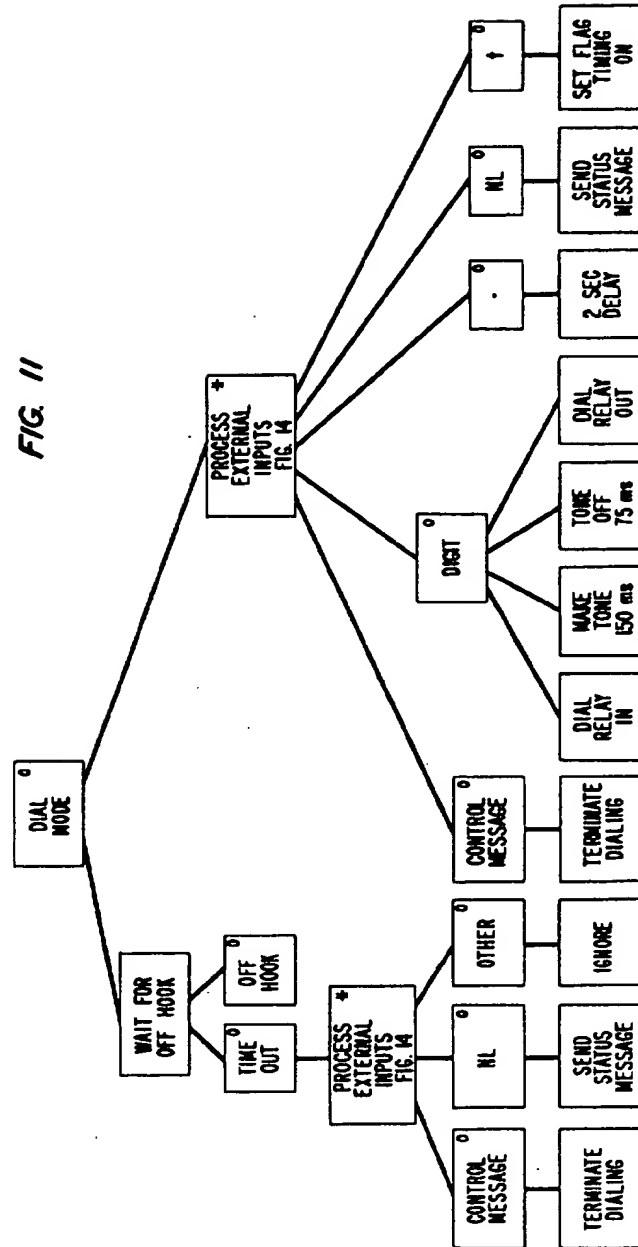 FIG. 11
DIAL
MODE
O
WAIT FOR
OFF HOOK
TIME
OUT
O
OFF
HOOK
O
PROCESS
EXTERNAL
INPUTS
FIG. 14
*
CONTROL
MESSAGE
O
TERMINATE
DIALING
NL
O
SEND
STATUS
MESSAGE
OTHER
O
IGNORE
PROCESS
EXTERNAL
INPUTS
FIG. 14
*
CONTROL
MESSAGE
O
TERMINATE
DIALING
DIGIT
O
DIAL
RELAY
IN
MAKE
TONE
150 ms
TONE
OFF
75 ms
DIAL
RELAY
OUT
.
O
2 SEC
DELAY
NL
O
SEND
STATUS
MESSAGE
†
O
SET FLAG
TIMING
ON